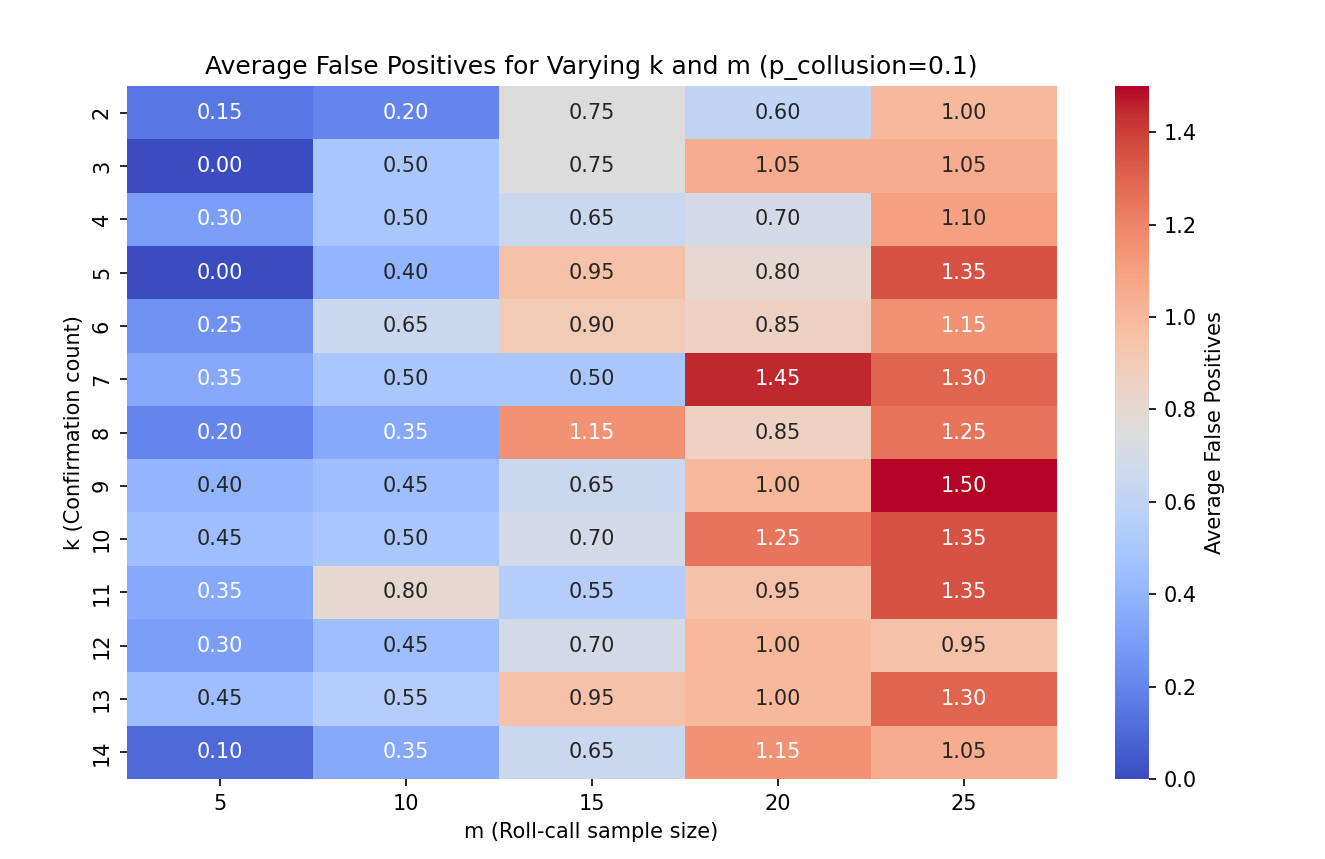 Average False Positives for Varying k and m (p_collusion=0.1)
k (Confirmation count)
2 0.15 0.20 0.75 0.60 1.00
3 0.00 0.50 0.75 1.05 1.05
4 0.30 0.50 0.65 0.70 1.10
5 0.00 0.40 0.95 0.80 1.35
6 0.25 0.65 0.90 0.85 1.15
7 0.35 0.50 0.50 1.45 1.30
8 0.20 0.35 1.15 0.85 1.25
9 0.40 0.45 0.65 1.00 1.50
10 0.45 0.50 0.70 1.25 1.35
11 0.35 0.80 0.55 0.95 1.35
12 0.30 0.45 0.70 1.00 0.95
13 0.45 0.55 0.95 1.00 1.30
14 0.10 0.35 0.65 1.15 1.05
5 10 15 20 25
m (Roll-call sample size)
1.4
1.2
1.0
0.8
0.6
0.4
0.2
0.0
Average False Positives